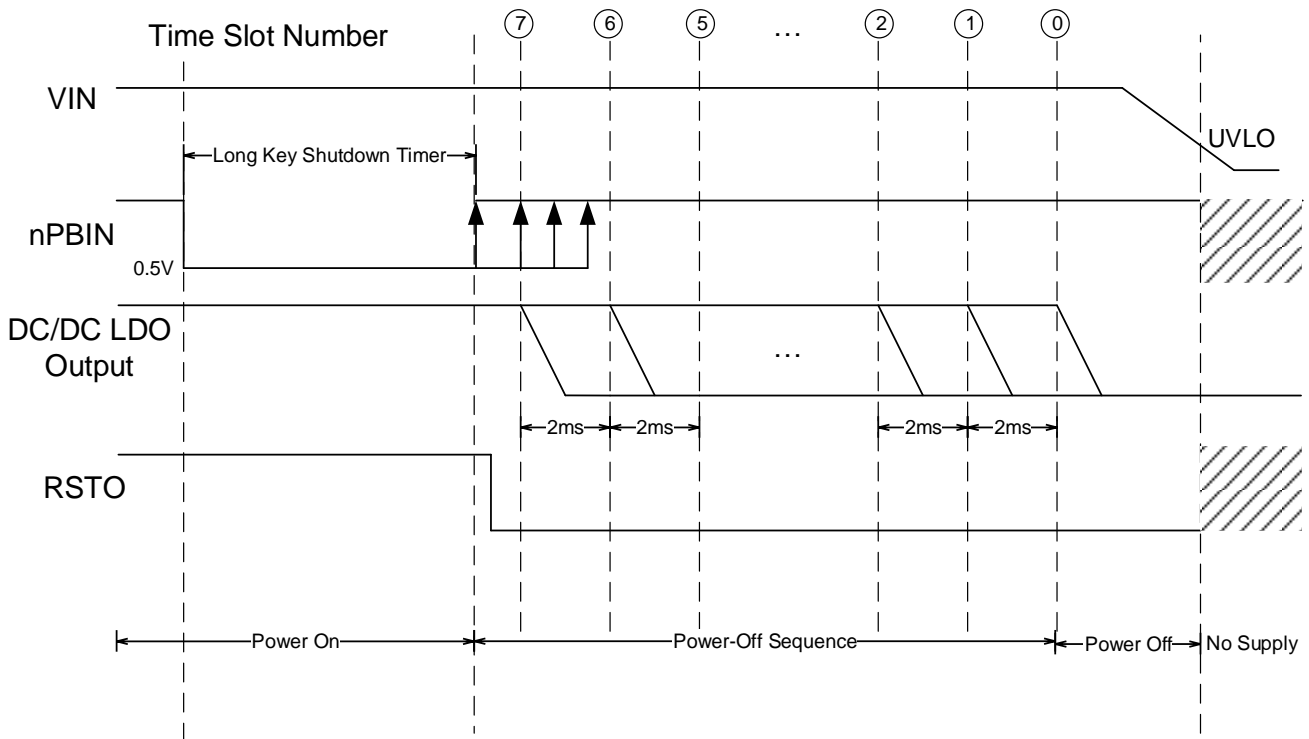 Time Slot Number
7 6 5 ... 2 1 0
VIN
UVLO
Long Key Shutdown Timer
nPBIN
0.5V
DC/DC LDO
Output
...
2ms 2ms 2ms 2ms
RSTO
Power On Power-Off Sequence Power Off No Supply